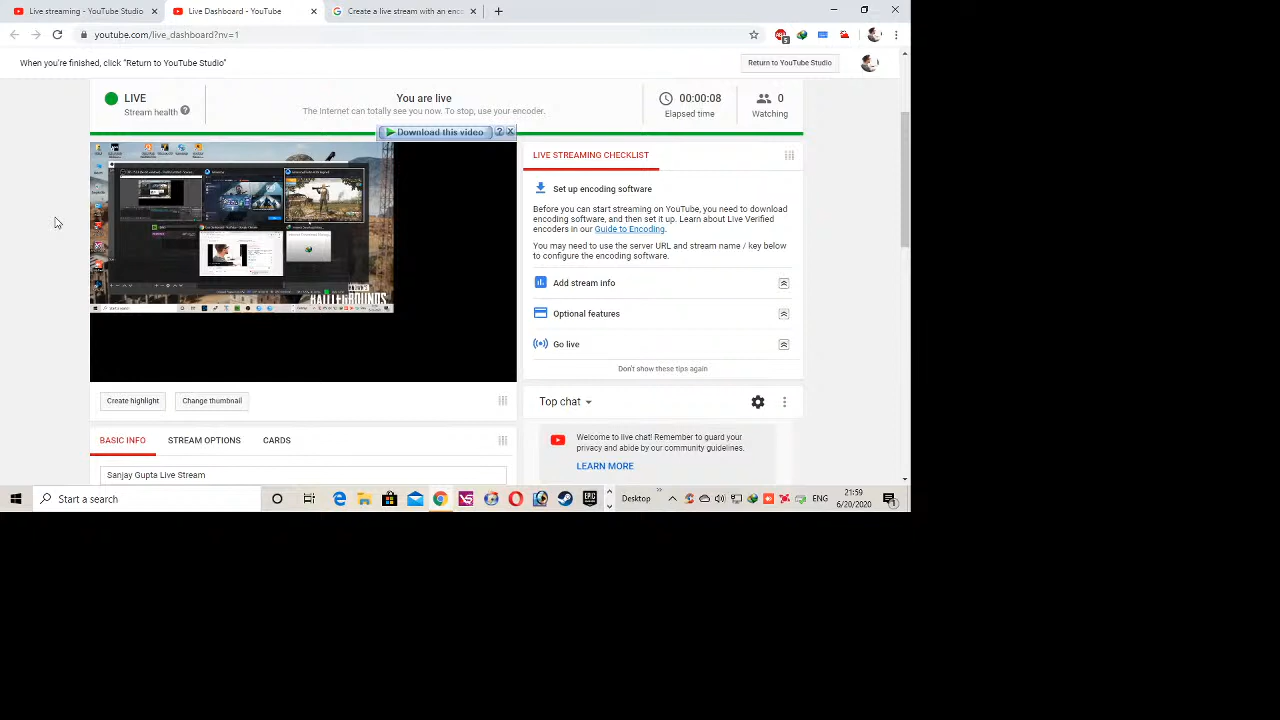 Live streaming - YouTube Studio
Live Dashboard - YouTube
Create a live stream with an enc
youtube.com/live_dashboard?nv=1
When you're finished, click "Return to YouTube Studio"
Return to YouTube Studio
LIVE
Stream health
You are live
The Internet can totally see you now. To stop, use your encoder.
00:00:08
Elapsed time
0
Watching
Download this video
LIVE STREAMING CHECKLIST
Set up encoding software
Before you can start streaming on YouTube, you need to download
encoding software, and then set it up. Learn about Live Verified
encoders in our Guide to Encoding.
You may need to use the server URL and stream name / key below
to configure the encoding software.
Add stream info
Optional features
Go live
Don't show these tips again
Create highlight
Change thumbnail
Top chat
Welcome to live chat! Remember to guard your
privacy and abide by our community guidelines.
LEARN MORE
BASIC INFO
STREAM OPTIONS
CARDS
Sanjay Gupta Live Stream
Start a search
Desktop
ENG
21:59
6/20/2020